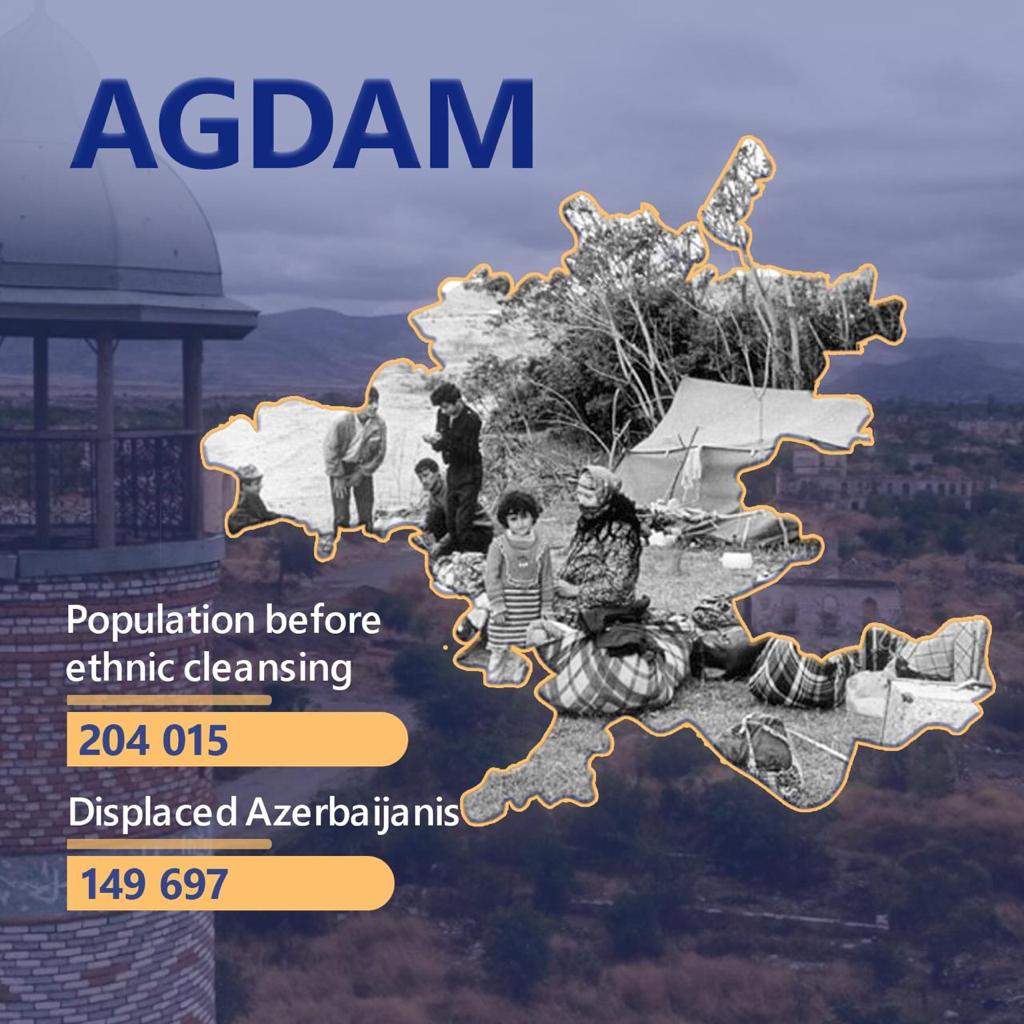 AGDAM
Population before
ethnic cleansing
204 015
Displaced Azerbaijanis
149 697